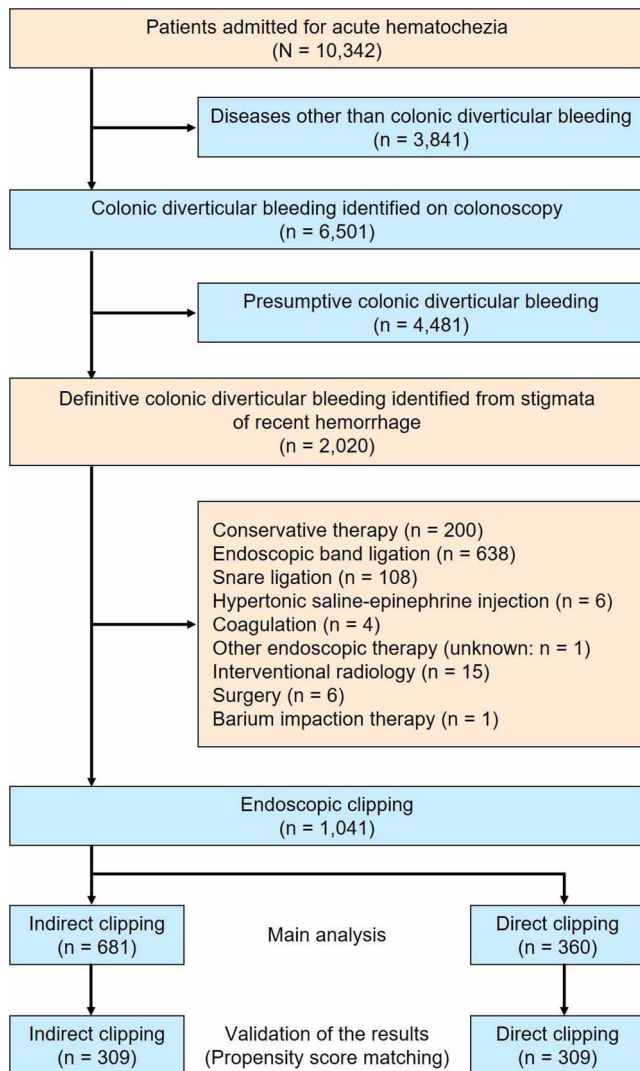 Patients admitted for acute hematochezia
(N = 10,342)
Diseases other than colonic diverticular bleeding
(n = 3,841)
Colonic diverticular bleeding identified on colonoscopy
(n = 6,501)
Presumptive colonic diverticular bleeding
(n = 4,481)
Definitive colonic diverticular bleeding identified from stigmata
of recent hemorrhage
(n = 2,020)
Conservative therapy (n = 200)
Endoscopic band ligation (n = 638)
Snare ligation (n = 108)
Hypertonic saline-epinephrine injection (n = 6)
Coagulation (n = 4)
Other endoscopic therapy (unknown: n = 1)
Interventional radiology (n = 15)
Surgery (n = 6)
Barium impaction therapy (n = 1)
Endoscopic clipping
(n = 1,041)
Indirect clipping
(n = 681)
Main analysis
Direct clipping
(n = 360)
Indirect clipping
(n = 309)
Validation of the results
(Propensity score matching)
Direct clipping
(n = 309)